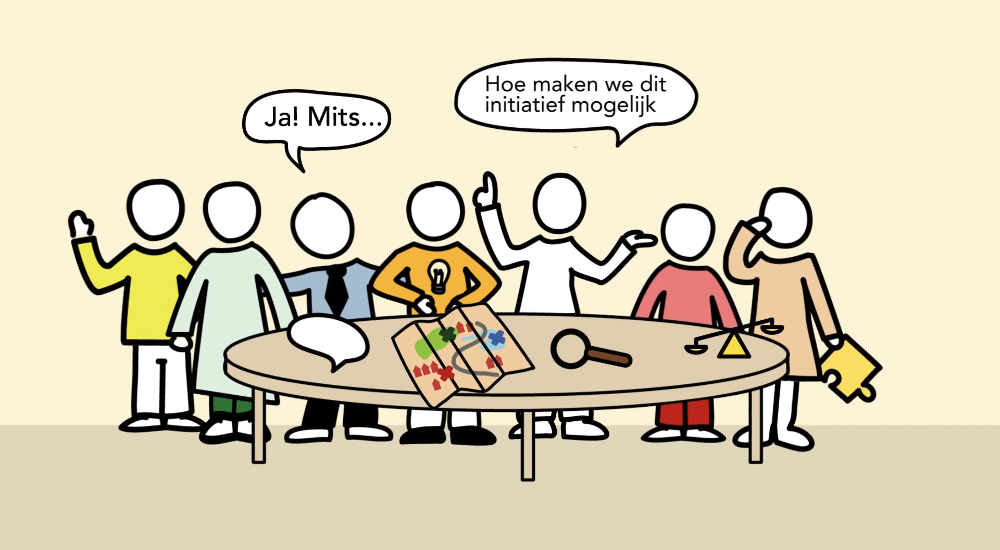 Ja! Mits...
Hoe maken we dit
initiatief mogelijk